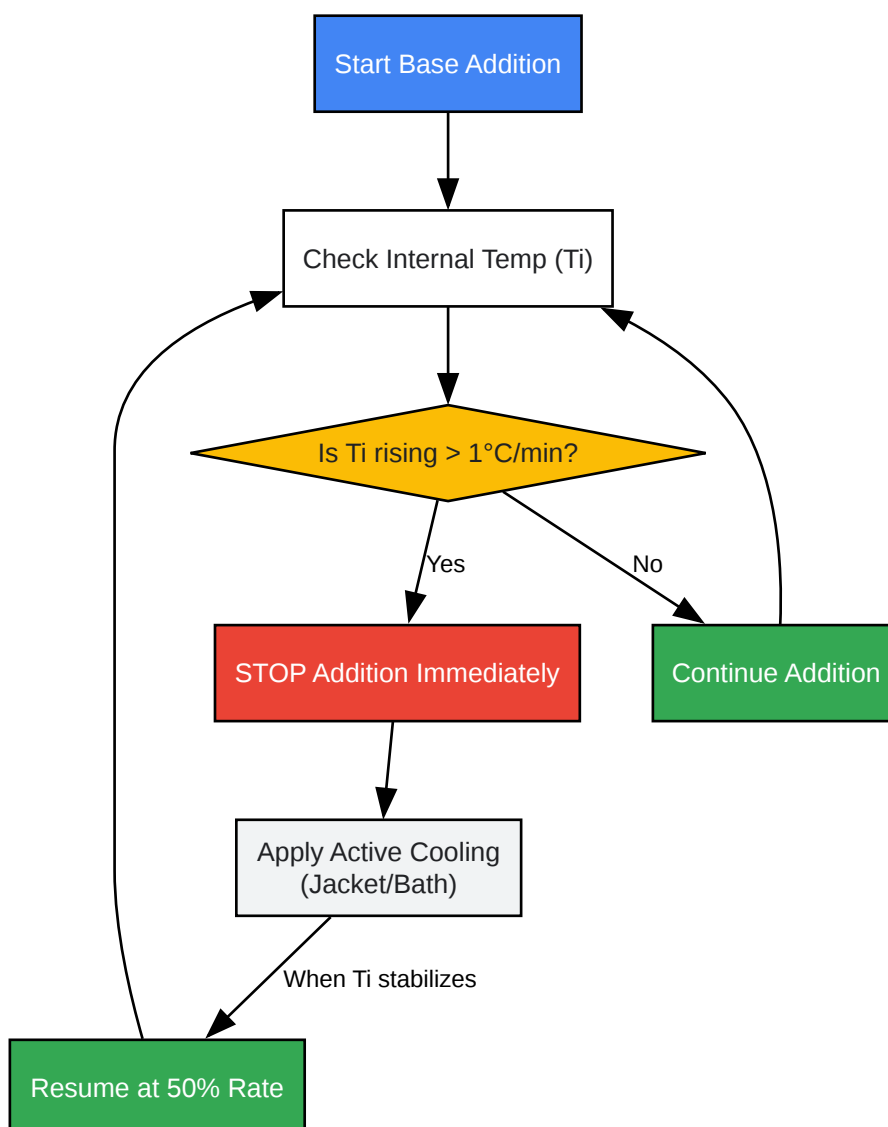 Start Base Addition
Check Internal Temp (Ti)
Is Ti rising > 1°C/min?
Yes
No
STOP Addition Immediately
Continue Addition
Apply Active Cooling
(Jacket/Bath)
When Ti stabilizes
Resume at 50% Rate